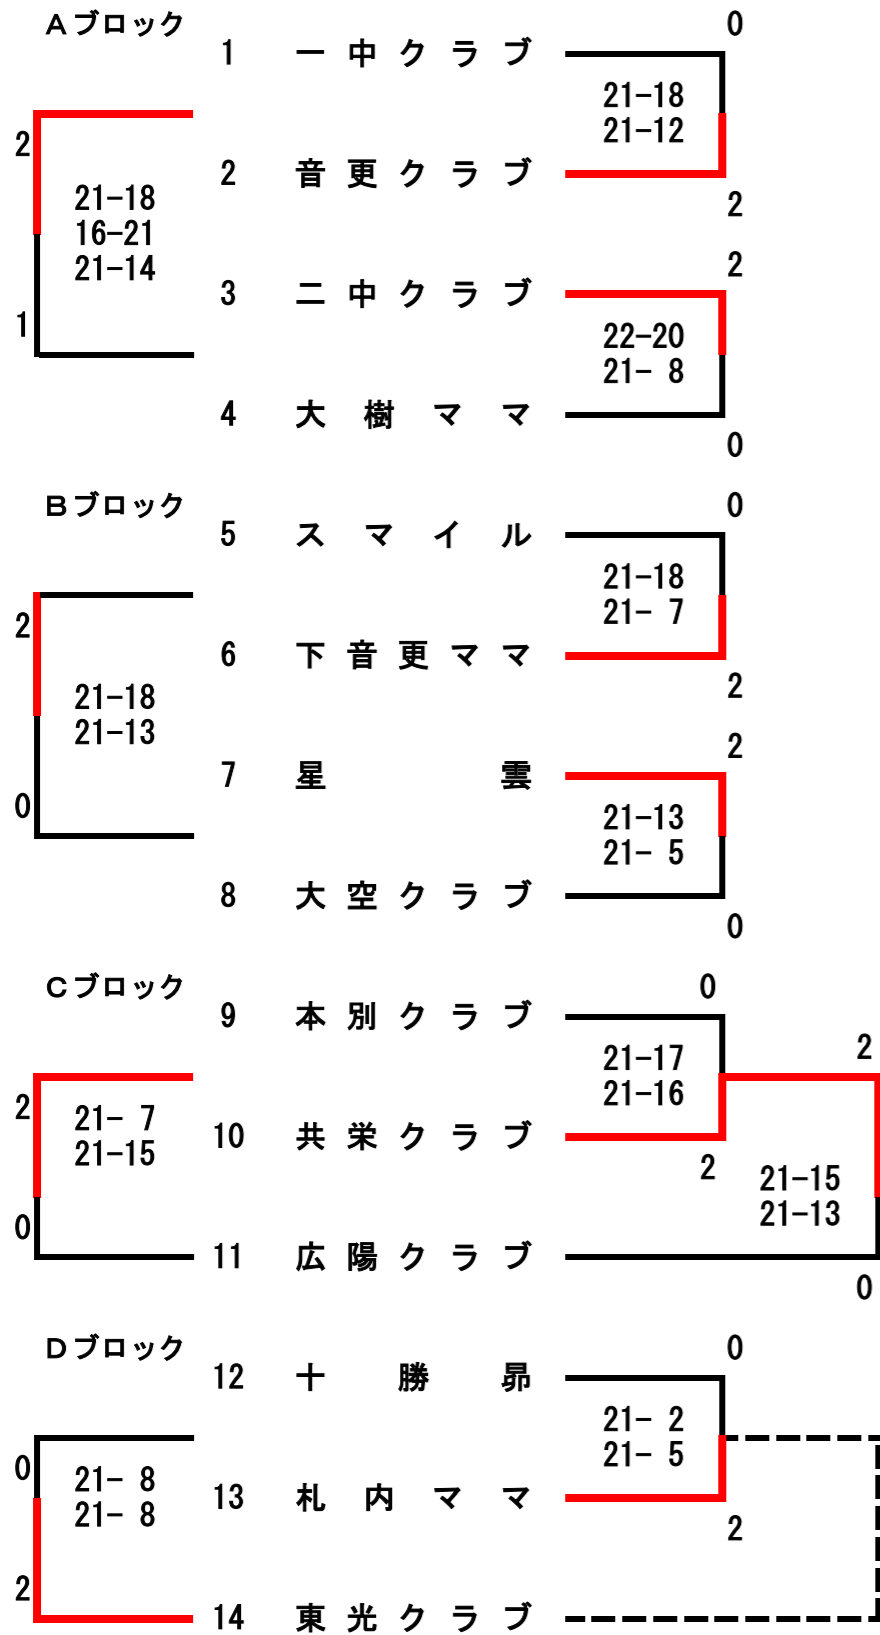 Aブロック
0
1 一中クラブ
21-18
21-12
2
2 音更クラブ
2
21-18
16-21
21-14
2
3 二中クラブ
1
22-20
21- 8
4 大樹ママ
0
Bブロック
0
5 スマイル
21-18
21- 7
2
6 下音更ママ
2
21-18
21-13
2
7 星雲
0
21-13
21- 5
8 大空クラブ
0
Cブロック
0
9 本別クラブ
2
21-17
21-16
2
21- 7
21-15
10 共栄クラブ
2
21-15
21-13
0
11 広陽クラブ
0
Dブロック
0
12 十勝昴
21- 2
21- 5
0
21- 8
21- 8
13 札内ママ
2
2
14 東光クラブ